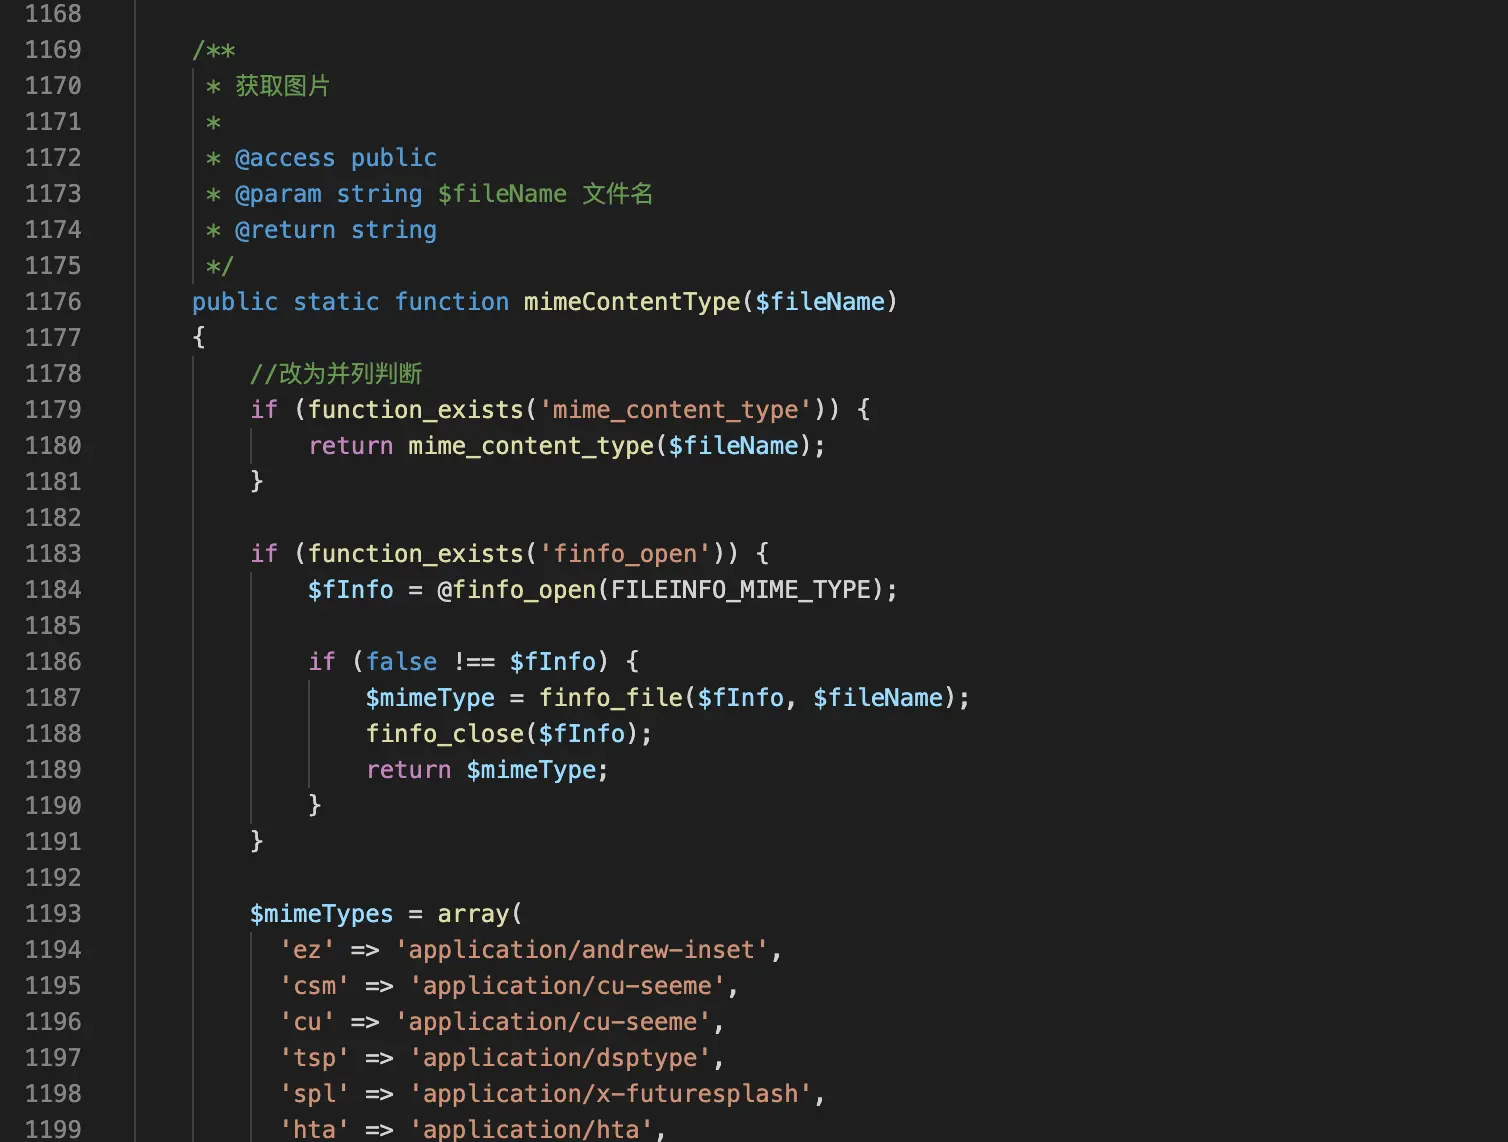 1168
1169 /**
1170 * 获取图片
1171 *
1172 * @access public
1173 * @param string $fileName 文件名
1174 * @return string
1175 */
1176 public static function mimeContentType($fileName)
1177 {
1178 //改为并列判断
1179 if (function_exists('mime_content_type')) {
1180 return mime_content_type($fileName);
1181 }
1182
1183 if (function_exists('finfo_open')) {
1184 $fInfo = @finfo_open(FILEINFO_MIME_TYPE);
1185
1186 if (false !== $fInfo) {
1187 $mimeType = finfo_file($fInfo, $fileName);
1188 finfo_close($fInfo);
1189 return $mimeType;
1190 }
1191 }
1192
1193 $mimeTypes = array(
1194 'ez' => 'application/andrew-inset',
1195 'csm' => 'application/cu-seeme',
1196 'cu' => 'application/cu-seeme',
1197 'tsp' => 'application/dsptype',
1198 'spl' => 'application/x-futuresplash',
1199 'hta' => 'application/hta',